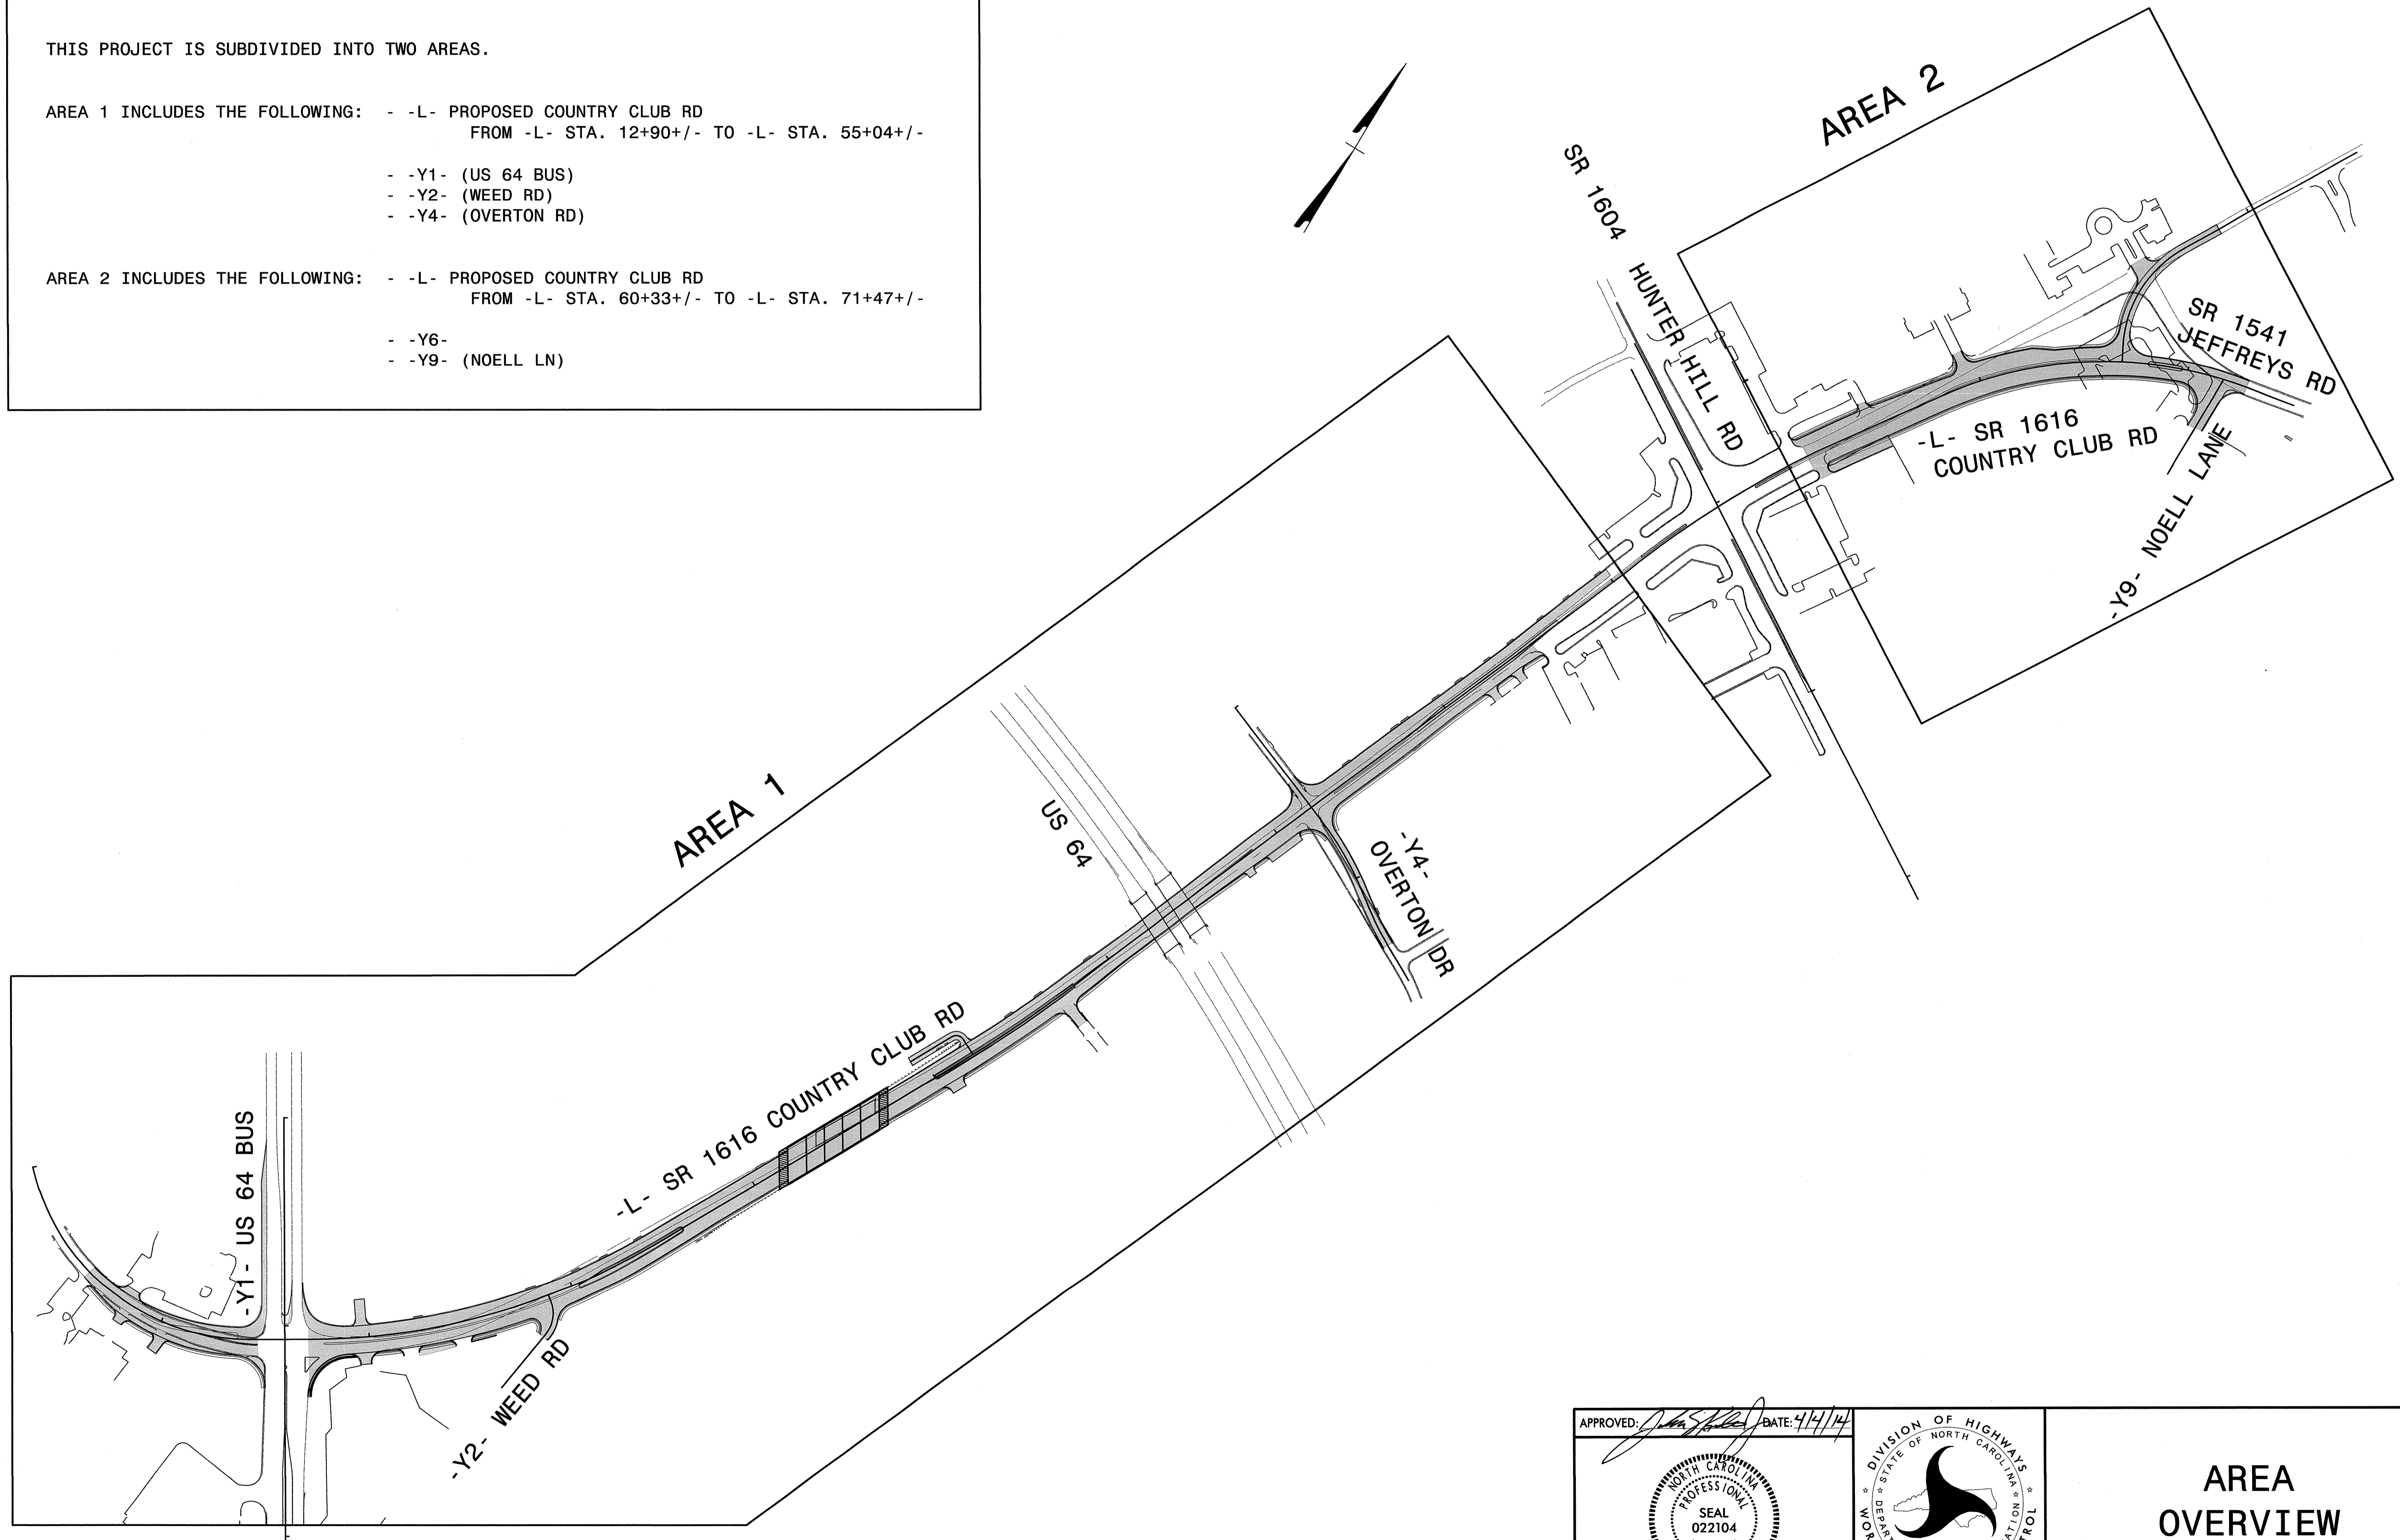 THIS PROJECT IS SUBDIVIDED INTO TWO AREAS.
AREA 1 INCLUDES THE FOLLOWING: - -L- PROPOSED COUNTRY CLUB RD
FROM -L- STA. 12+90+/- TO -L- STA. 55+04+/-
- -Y1- (US 64 BUS)
- -Y2- (WEED RD)
- -Y4- (OVERTON RD)
AREA 2 INCLUDES THE FOLLOWING: - -L- PROPOSED COUNTRY CLUB RD
FROM -L- STA. 60+33+/- TO -L- STA. 71+47+/-
- -Y6-
- -Y9- (NOELL LN)
AREA 2
SR 1604 HUNTER HILL RD
SR 1541
JEFFREYS RD
-L- SR 1616
COUNTRY CLUB RD
-Y9- NOELL LANE
AREA 1
US 64
-Y4-
OVERTON DR
-L- SR 1616 COUNTRY CLUB RD
-Y1- US 64 BUS
-Y2- WEED RD
APPROVED: DATE: 4/4/14
NORTH CAROLINA
PROFESSIONAL
SEAL
022104
DIVISION OF HIGHWAYS
STATE OF NORTH CAROLINA
AREA
OVERVIEW